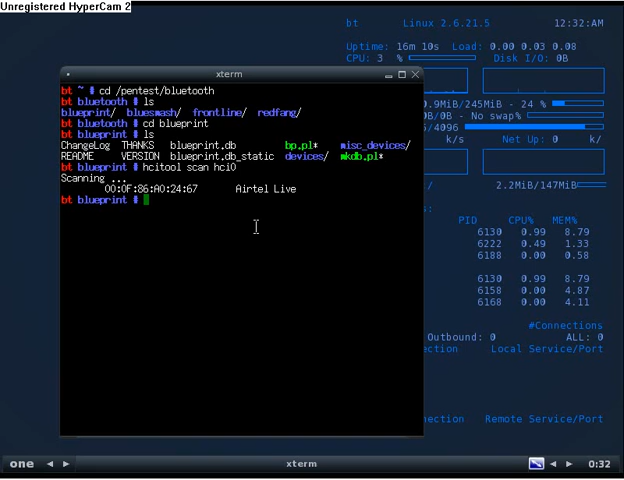 Unregistered HyperCam 2
bt Linux 2.6.21.5 12:32:AM
Uptime: 16m 10s Load: 0.00 0.03 0.08
CPU: 3 % Disk I/O: 0B
xterm
bt ~ # cd /pentest/bluetooth
bt bluetooth # ls
blueprint/ bluesmash/ frontline/ redfang/
bt bluetooth # cd blueprint
bt blueprint # ls
ChangeLog THANKS blueprint.db bp.pl* misc_devices/
README VERSION blueprint.db_static devices/ mkdb.pl*
bt blueprint # hcitool scan hci0
Scanning ...
00:0F:86:A0:24:67 Airtel Live
bt blueprint #
0.9MiB/245MiB - 24 %
0B/0B - No swap%
/4096
k/s Net Up: 0 k/
/ 2.2MiB/147MiB
s:
PID CPU% MEM%
6130 0.99 8.79
6222 0.49 1.33
6188 0.00 0.58
6130 0.99 8.79
6158 0.00 4.87
6168 0.00 4.11
#Connections
Outbound: 0 ALL: 0
ection Local Service/Port
ection Remote Service/Port
one xterm 0:32